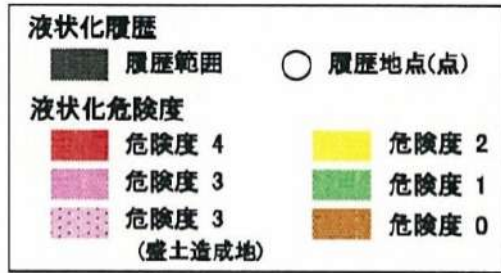 液状化履歴
履歴範囲 履歴地点(点)
液状化危険度
危険度 4 危険度 2
危険度 3 危険度 1
危険度 3 危険度 0
(盛土造成地)